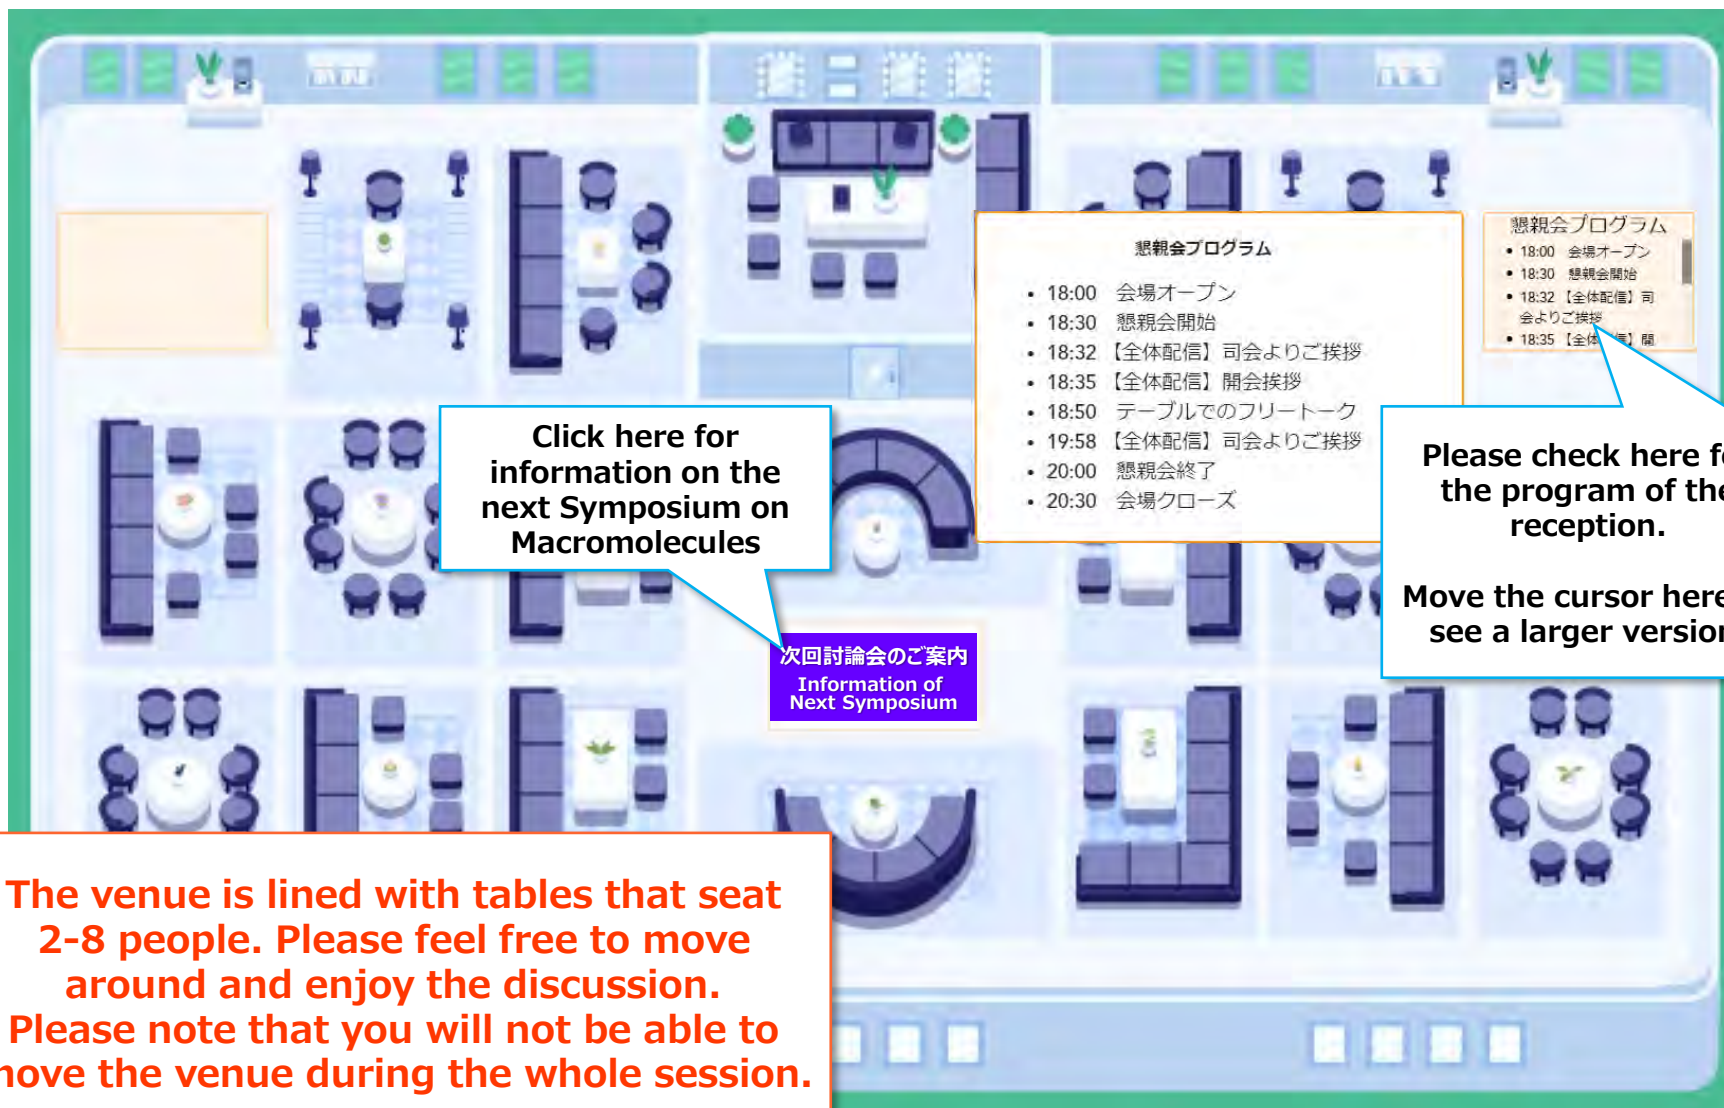 懇親会プログラム
• 18:00 会場オープン
• 18:30 懇親会開始
• 18:32 【全体配信】司会よりご挨拶
• 18:35 【全体配信】開会挨拶
• 18:50 テーブルでのフリートーク
• 19:58 【全体配信】司会よりご挨拶
• 20:00 懇親会終了
• 20:30 会場クローズ
懇親会プログラム
• 18:00 会場オープン
• 18:30 懇親会開始
• 18:32 【全体配信】司
会よりご挨拶
• 18:35 【全体 】開
Click here for
information on the
next Symposium on
Macromolecules
Please check here
the program of
reception.
Move the cursor here
see a larger version
次回討論会のご案内
Information of
Next Symposium
The venue is lined with tables that seat
2-8 people. Please feel free to move
around and enjoy the discussion.
Please note that you will not be able to
move the venue during the whole session.